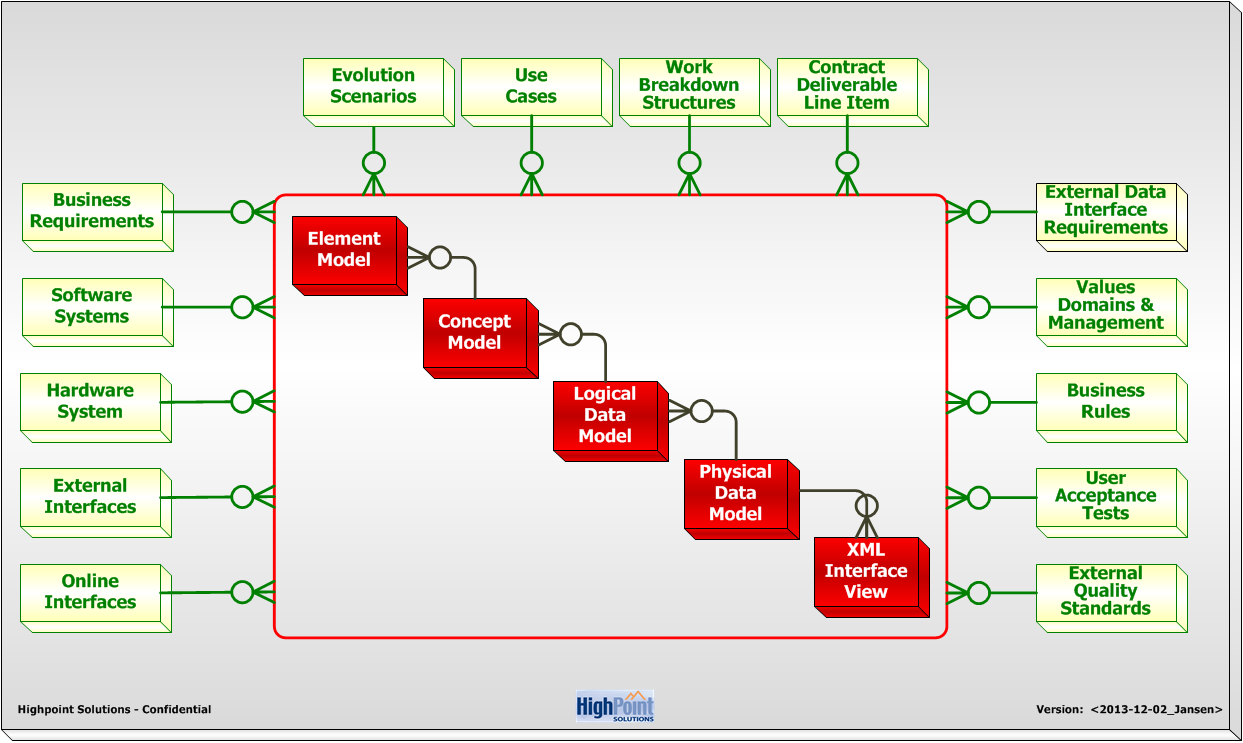 Evolution
Scenarios
Use
Cases
Work
Breakdown
Structures
Contract
Deliverable
Line Item
Business
Requirements
Software
Systems
Hardware
System
External
Interfaces
Online
Interfaces
Element
Model
Concept
Model
Logical
Data
Model
Physical
Data
Model
XML
Interface
View
External Data
Interface
Requirements
Values
Domains &
Management
Business
Rules
User
Acceptance
Tests
External
Quality
Standards
Highpoint Solutions - Confidential
HighPoint
SOLUTIONS
Version: <2013-12-02_Jansen>